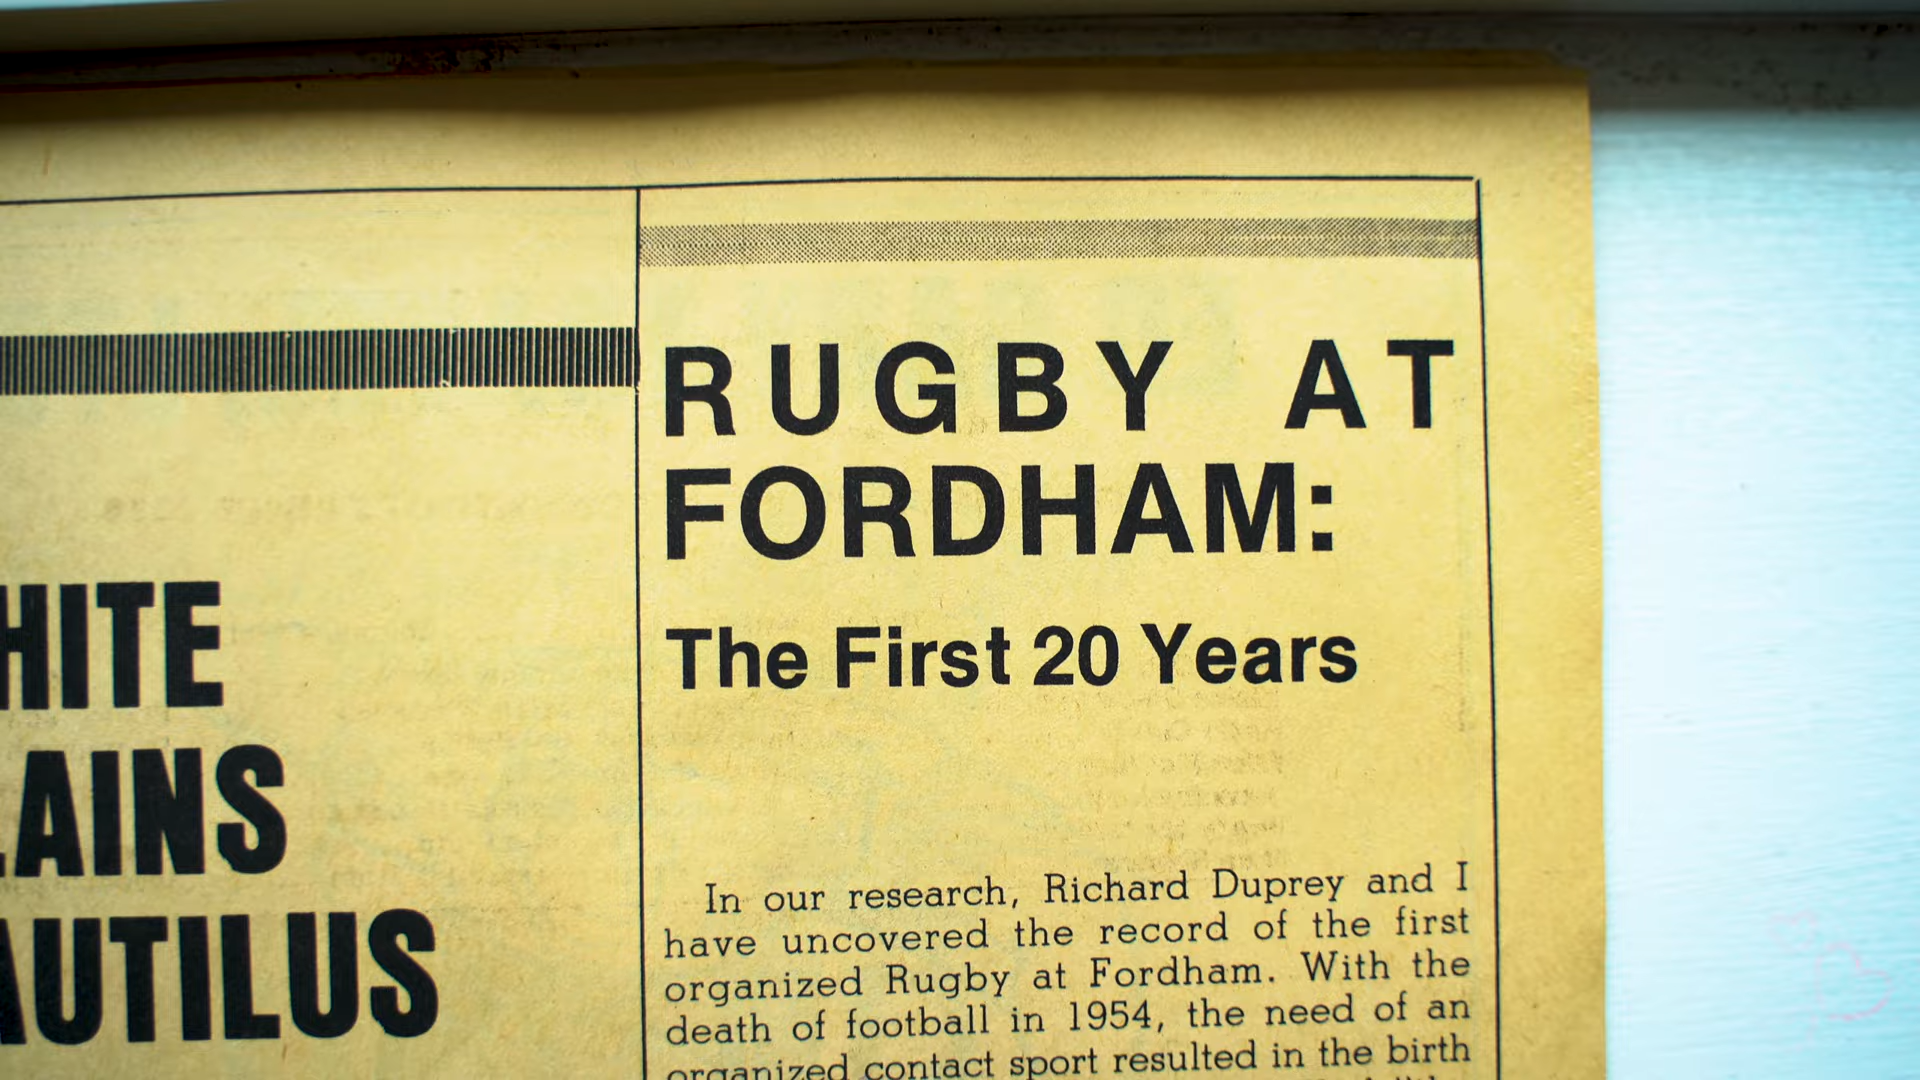 HITE
LAINS
AUTILUS
RUGBY AT
FORDHAM:
The First 20 Years
In our research, Richard Duprey and I
have uncovered the record of the first
organized Rugby at Fordham. With the
death of football in 1954, the need of an
organized contact sport resulted in the birth